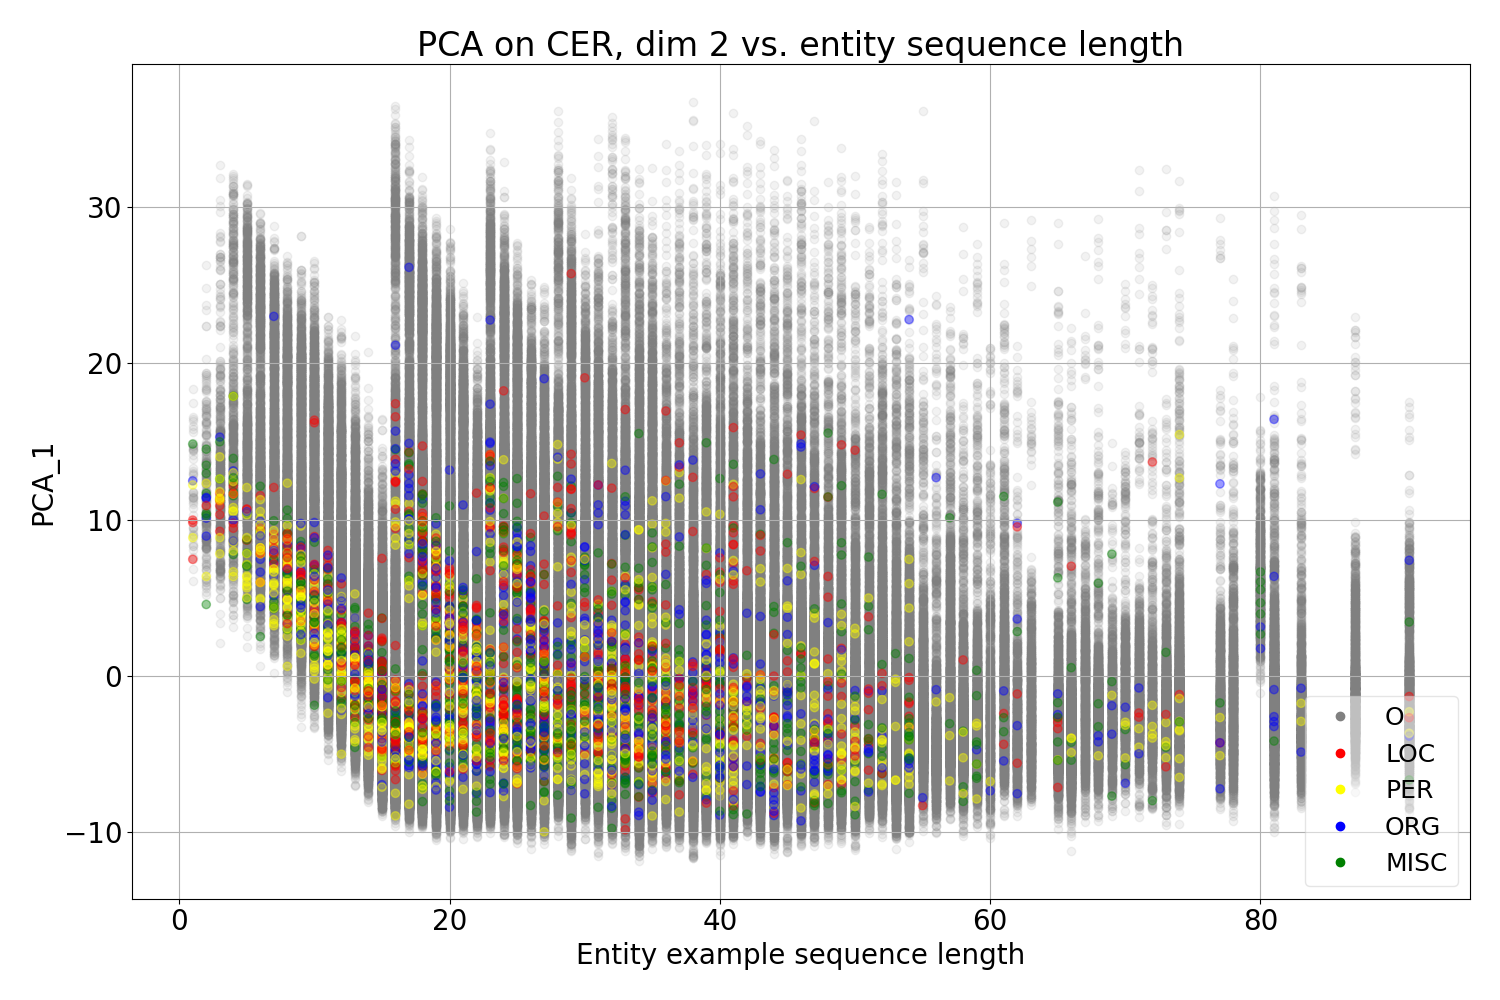 PCA on CER, dim 2 vs. entity sequence length
PCA_1
30
20
10
0
−10
0 20 40 60 80
Entity example sequence length
O
LOC
PER
ORG
MISC